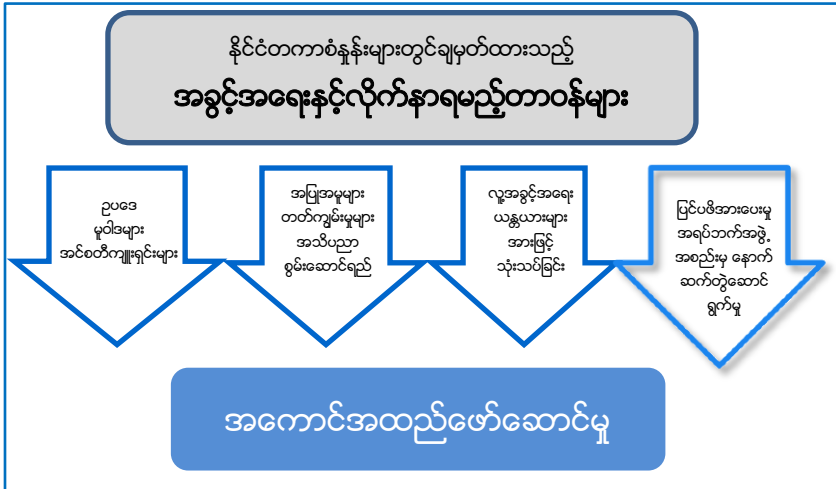 နိုင်ငံတကာစံနှုန်းများတွင်ချမှတ်ထားသည့်
အခွင့်အရေးနှင့်လိုက်နာရမည့်တာဝန်များ
ဥပဒေ
မူဝါဒများ
အင်စတီကျူးရှင်းများ
အပြုအမူများ
တတ်ကျွမ်းမှုများ
အသိပညာ
စွမ်းဆောင်ရည်
လူ့အခွင့်အရေး
ယန္တယားများ
အားဖြင့်
သုံးသပ်ခြင်း
ပြင်ပဖိအားပေးမှု
အရပ်ဘက်အဖွဲ့
အစည်းမှ နောက်
ဆက်တွဲဆောင်
ရွက်မှု
အကောင်အထည်ဖော်ဆောင်မှု